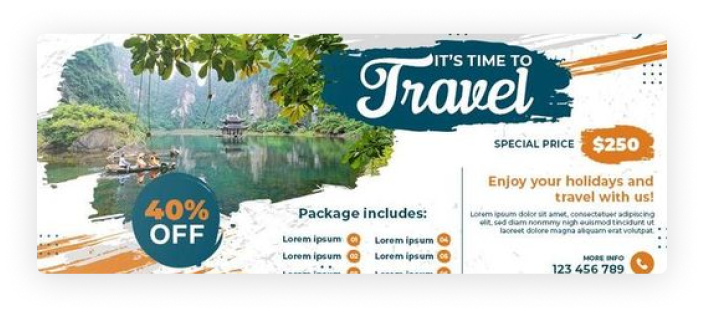 IT'S TIME TO
Travel
SPECIAL PRICE $250
Enjoy your holidays and
travel with us!
Lorem ipsum dolor sit amet, consectetuer adipiscing
elit, sed diam nonummy nibh euismod tincidunt ut
laoreet dolore magna aliquam erat volutpat.
40%
OFF
Package includes:
Lorem ipsum 01
Lorem ipsum 02
Lorem ipsum 04
Lorem ipsum 05
MORE INFO
123 456 789